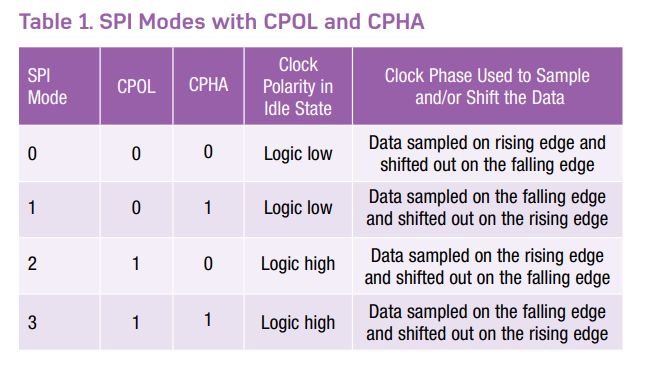 Table 1. SPI Modes with CPOL and CPHA
SPI
Mode
CPOL
CPHA
Clock
Polarity in
Idle State
Clock Phase Used to Sample
and/or Shift the Data
0
0
0
Logic low
Data sampled on rising edge and
shifted out on the falling edge
1
0
1
Logic low
Data sampled on the falling edge
and shifted out on the rising edge
2
1
0
Logic high
Data sampled on the rising edge
and shifted out on the falling edge
3
1
1
Logic high
Data sampled on the falling edge
and shifted out on the rising edge